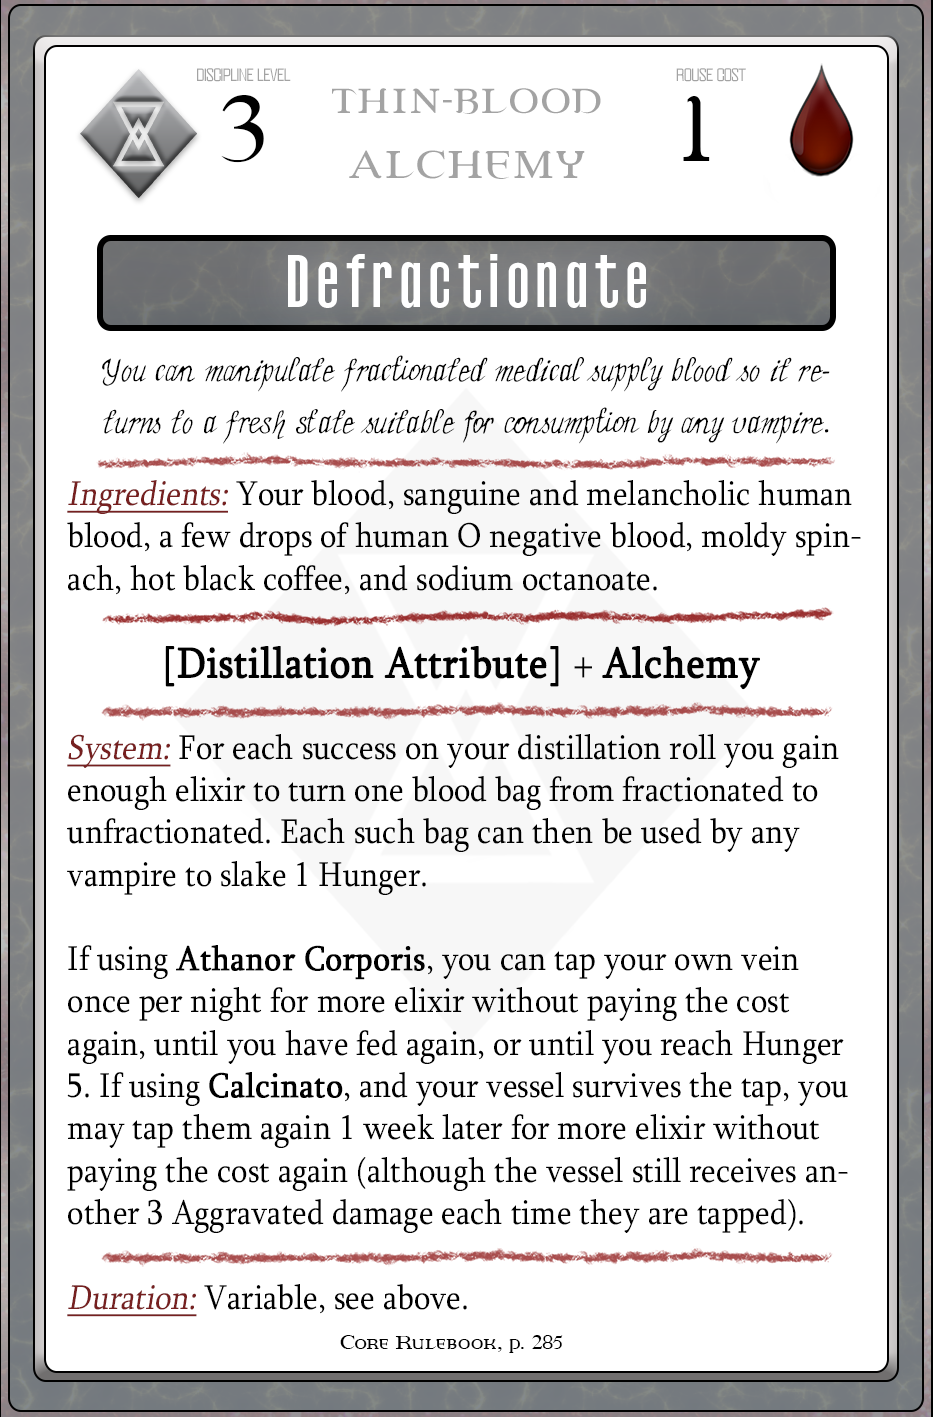 DISCIPLINE LEVEL
3
THIN-BLOOD
ALCHEMY
ROUSE COST
1
Defractionate
You can manipulate fractionated medical supply blood so it re-
turns to a fresh state suitable for consumption by any vampire.
Ingredients: Your blood, sanguine and melancholic human
blood, a few drops of human O negative blood, moldy spin-
ach, hot black coffee, and sodium octanoate.
[Distillation Attribute] + Alchemy
System: For each success on your distillation roll you gain
enough elixir to turn one blood bag from fractionated to
unfractionated. Each such bag can then be used by any
vampire to slake 1 Hunger.
If using Athanor Corporis, you can tap your own vein
once per night for more elixir without paying the cost
again, until you have fed again, or until you reach Hunger
5. If using Calcinato, and your vessel survives the tap, you
may tap them again 1 week later for more elixir without
paying the cost again (although the vessel still receives an-
other 3 Aggravated damage each time they are tapped).
Duration: Variable, see above.
Core Rulebook, p. 285